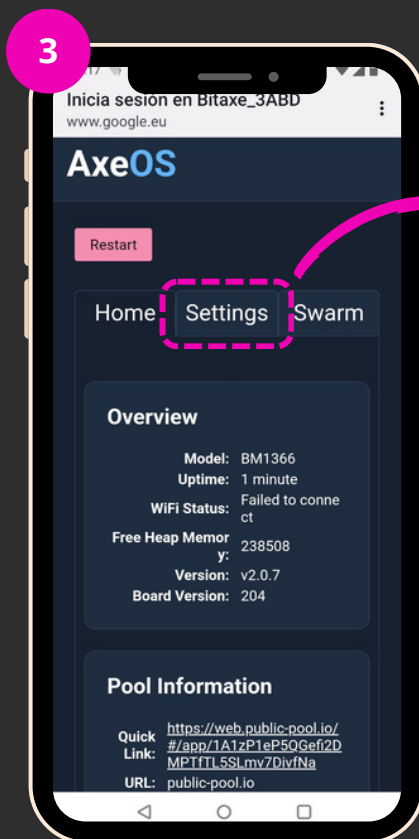 3
17
Inicia sesión en Bitaxe_3ABD
www.google.eu
AxeOS
Restart
Home Settings Swarm
Overview
Model: BM1366
Uptime: 1 minute
WiFi Status: Failed to conne
ct
Free Heap Memor
y: 238508
Version: v2.0.7
Board Version: 204
Pool Information
Quick Link: https://web.public-pool.io/
#/app/1A1zP1eP5QGefi2D
MPTfTL5SLmv7DivfNa
URL: public-pool.io